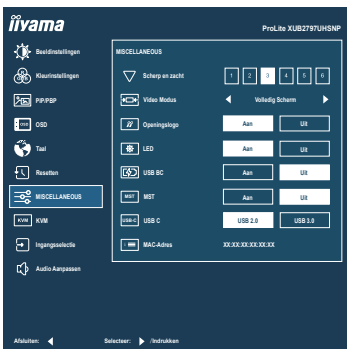 iiyama
ProLite XUB2797UHSNP
Beeldinstellingen
Kleurinstellingen
PIP/PBP
OSD OSD
Taal
Resetten
MISCELLANEOUS
KVM KVM
Ingangsselectie
Audio Aanpassen
MISCELLANEOUS
Scherp en zacht 1 2 3 4 5 6
Video Modus Volledig Scherm
Openingslogo Aan Uit
LED Aan Uit
USB BC Aan Uit
MST MST Aan Uit
USB-C USB C USB 2.0 USB 3.0
MAC-Adres XX:XX:XX:XX:XX:XX
Afsluiten: Selecteer: /Indrukken